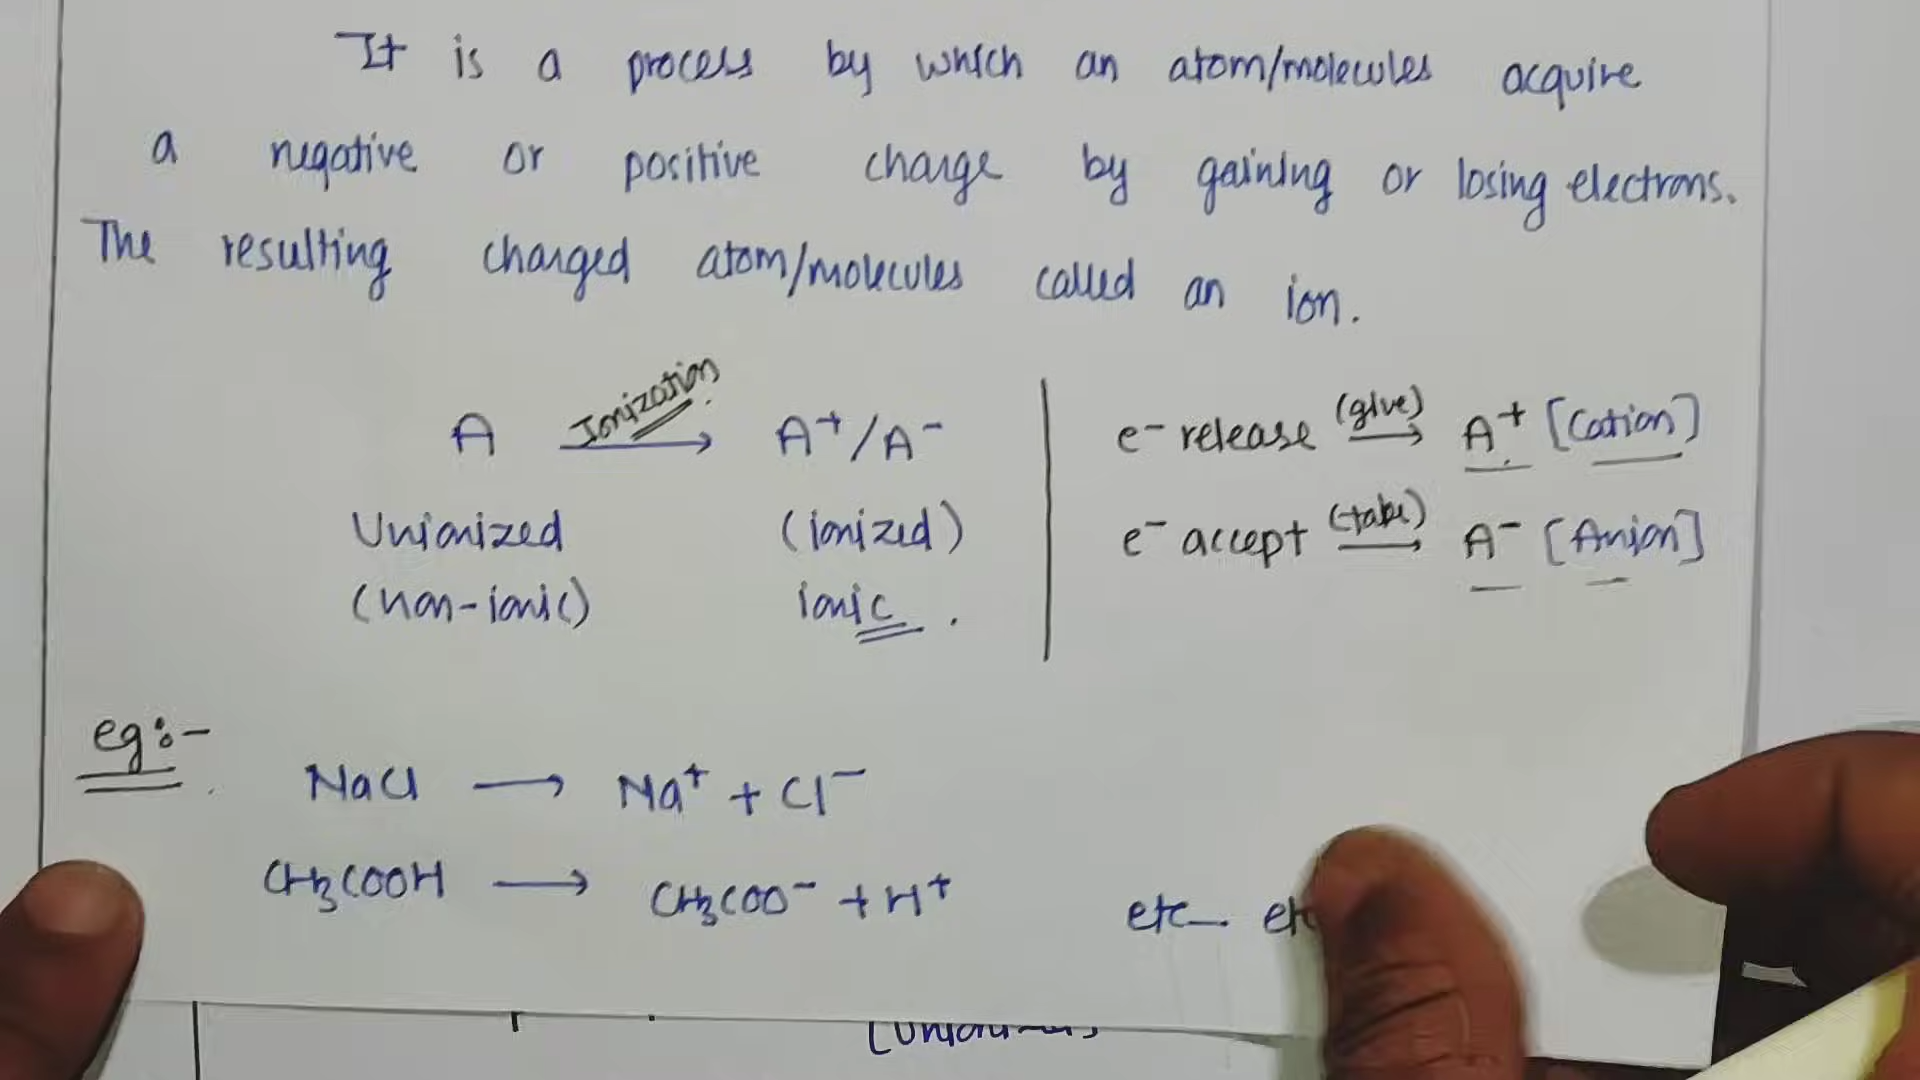 It is a process by which an atom/molecules acquire
a negative or positive charge by gaining or losing electrons.
The resulting charged atom/molecules called an ion.
A Ionization → A⁺/A⁻
Unionized (ionized)
(non-ionic) ionic.
e⁻ release (give) → A⁺ [Cation]
e⁻ accept (take) → A⁻ [Anion]
eg:-
NaCl → Na⁺ + Cl⁻
CH₃COOH → CH₃COO⁻ + H⁺ etc